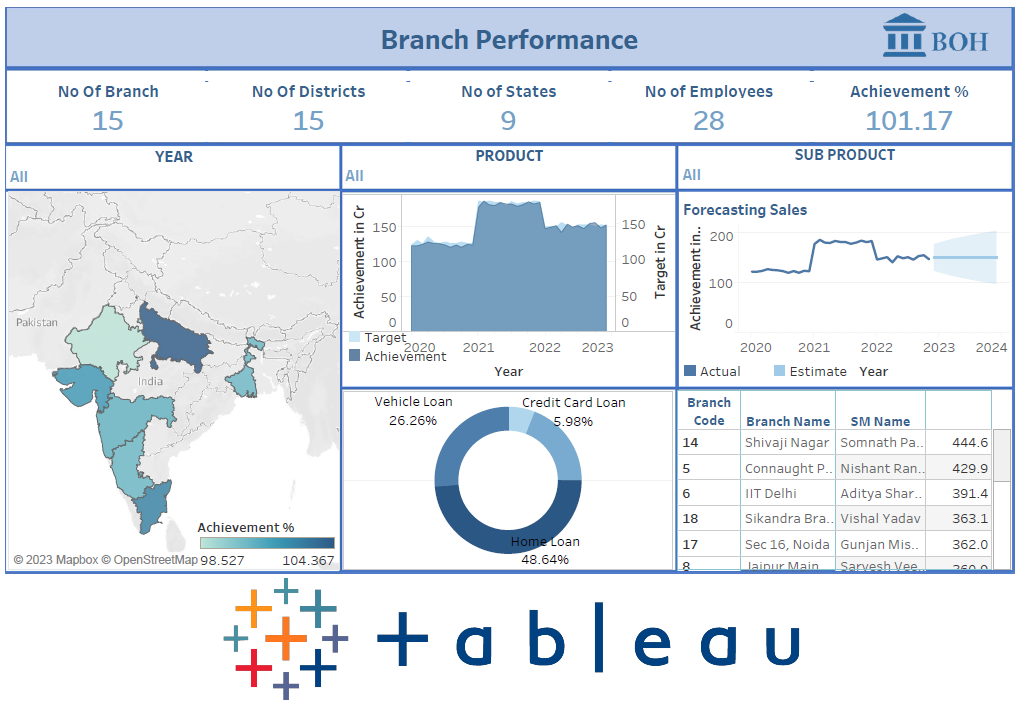 Branch Performance
BOH
No Of Branch
15
No Of Districts
15
No of States
9
No of Employees
28
Achievement %
101.17
YEAR
All
PRODUCT
All
SUB PRODUCT
All
Pakistan
India
Achievement %
98.527 104.367
© 2023 Mapbox © OpenStreetMap
Achievement in Cr
150
100
50
0
150
100
50
0
Target in Cr
Target
Achievement
2020 2021 2022 2023
Year
Forecasting Sales
Achievement in..
200
100
0
2020 2021 2022 2023 2024
Actual Estimate Year
Vehicle Loan
26.26%
Credit Card Loan
5.98%
Home Loan
48.64%
Branch Code Branch Name SM Name
14 Shivaji Nagar Somnath Pa.. 444.6
5 Connaught P.. Nishant Ran.. 429.9
6 IIT Delhi Aditya Shar.. 391.4
18 Sikandra Bra.. Vishal Yadav 363.1
17 Sec 16, Noida Gunjan Mis.. 362.0
8 Jaipur Main Sarvesh Vee..
+ableau